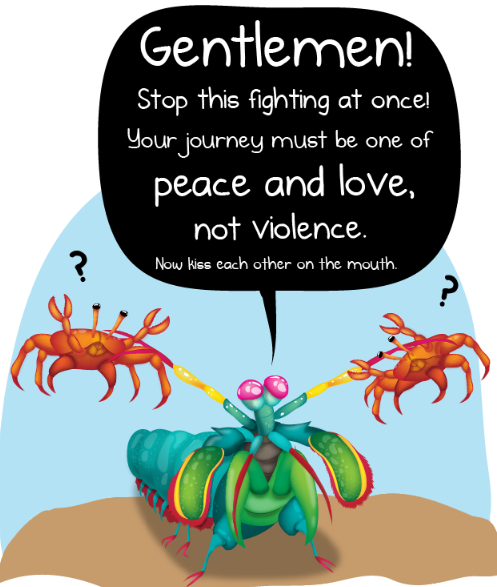 Gentlemen!
Stop this fighting at once!
Your journey must be one of
peace and love,
not violence.
Now kiss each other on the mouth.
?
?